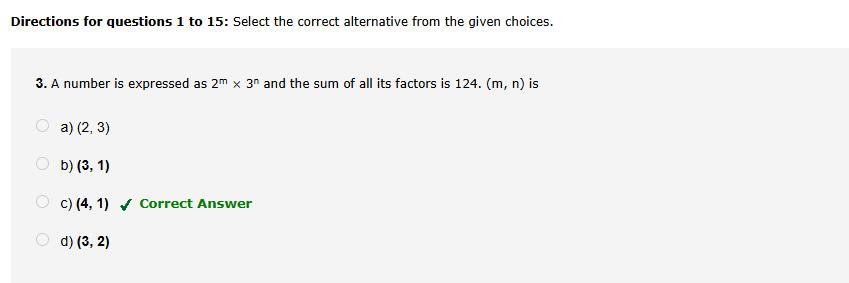 Directions for questions 1 to 15: Select the correct alternative from the given choices.
3. A number is expressed as 2ᵐ × 3ⁿ and the sum of all its factors is 124. (m, n) is
a) (2, 3)
b) (3, 1)
c) (4, 1) ✓ Correct Answer
d) (3, 2)